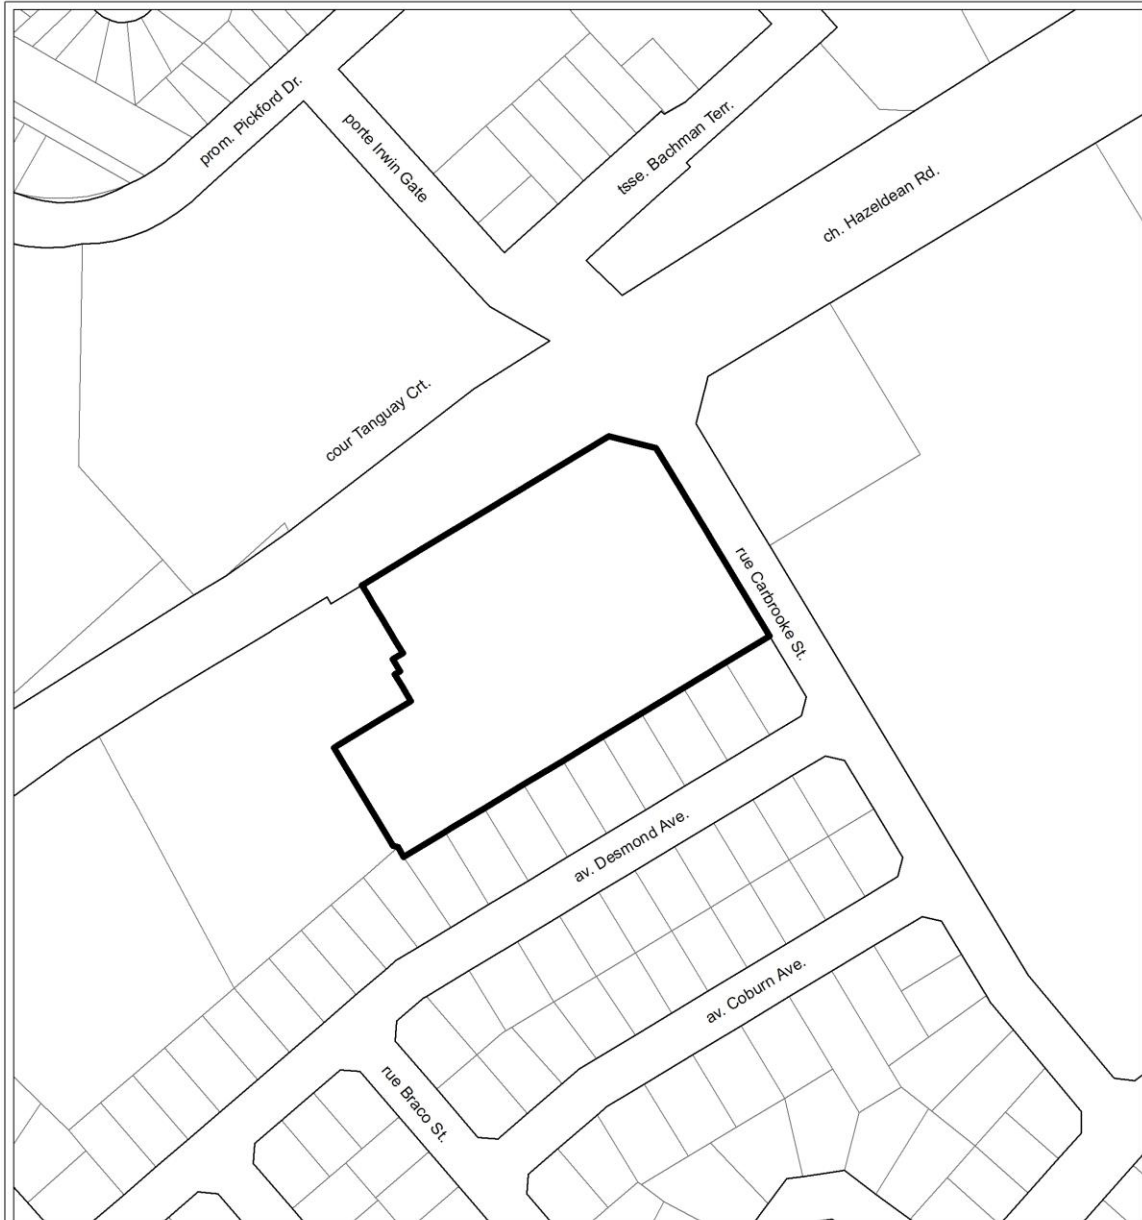 prom. Pickford Dr.
porte Irwin Gate
tsse. Bachman Terr.
ch. Hazeldean Rd.
cour Tanguay Crt.
rue Carbrooke St.
av. Desmond Ave.
av. Coburn Ave.
rue Braco St.